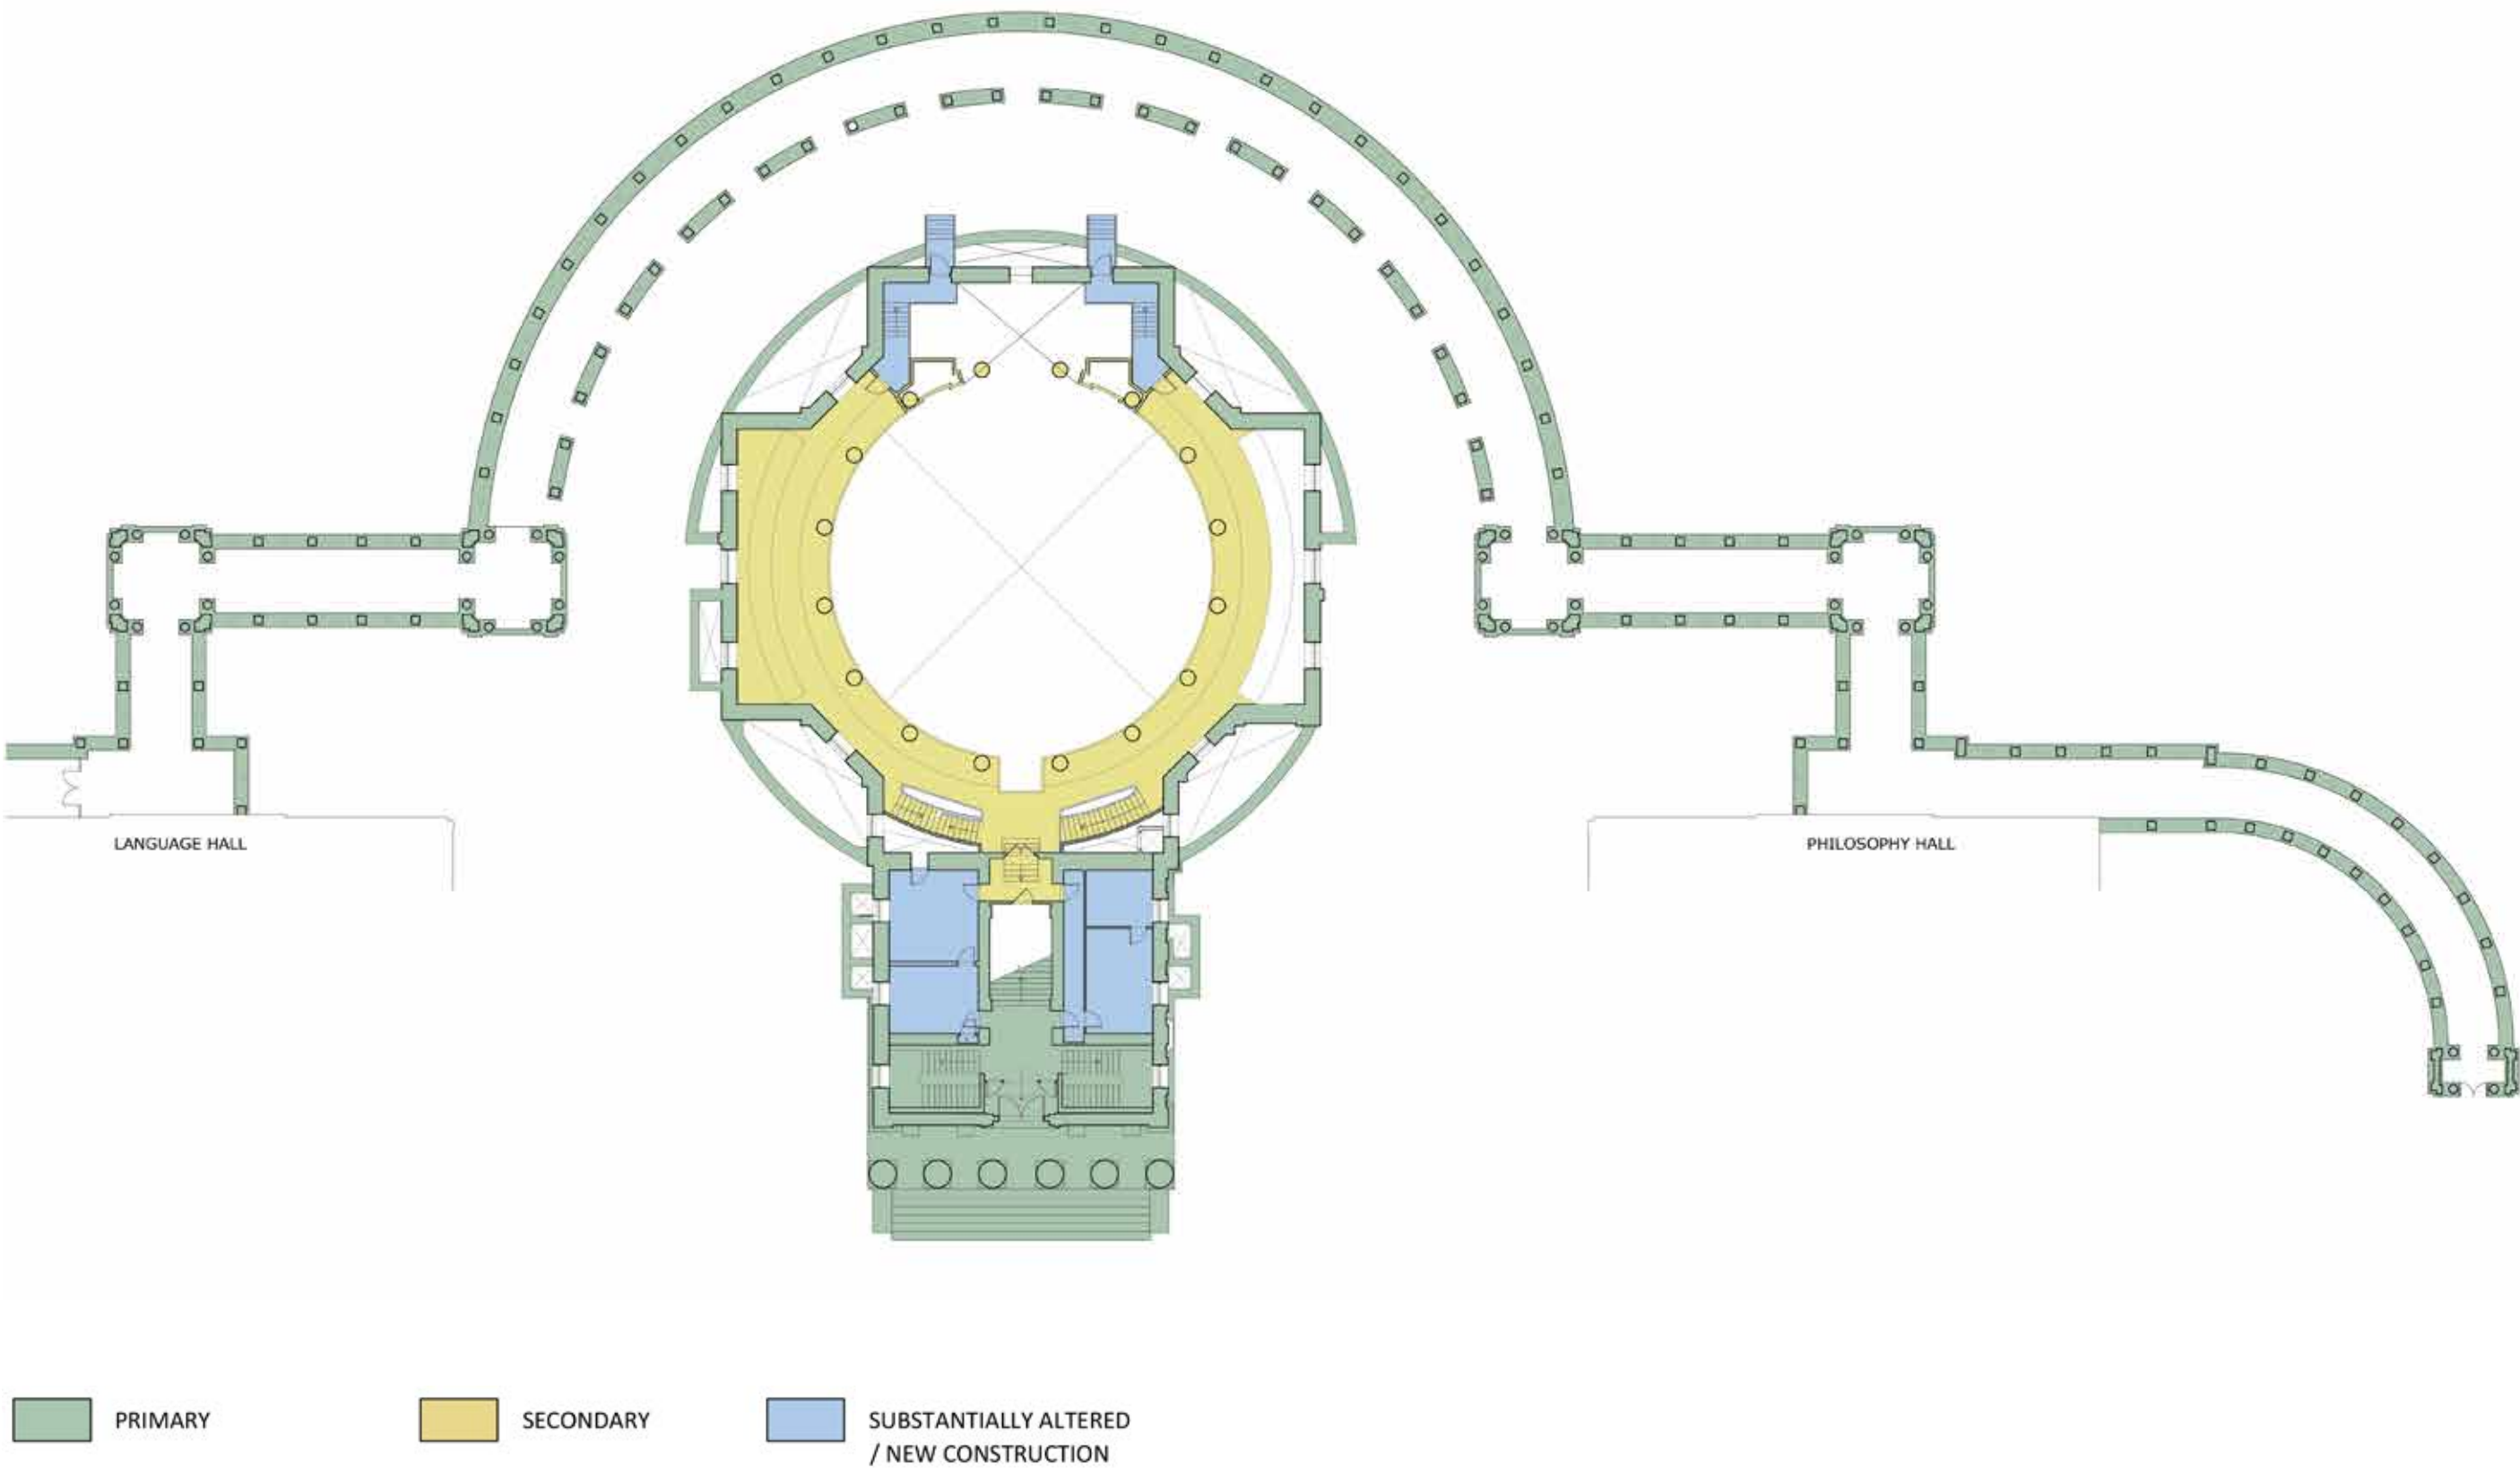 LANGUAGE HALL
PHILOSOPHY HALL
PRIMARY
SECONDARY
SUBSTANTIALLY ALTERED
/ NEW CONSTRUCTION